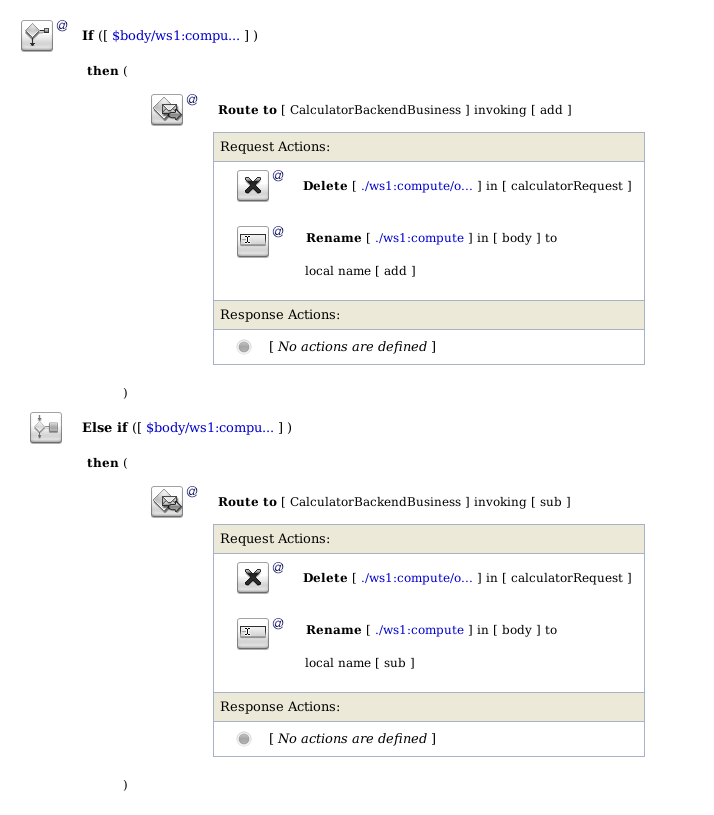 @ If ([ $body/ws1:compu... ] )
then (
@ Route to [ CalculatorBackendBusiness ] invoking [ add ]
Request Actions:
@ Delete [ ./ws1:compute/o... ] in [ calculatorRequest ]
@ Rename [ ./ws1:compute ] in [ body ] to
local name [ add ]
Response Actions:
[ No actions are defined ]
)
Else if ([ $body/ws1:compu... ] )
then (
@ Route to [ CalculatorBackendBusiness ] invoking [ sub ]
Request Actions:
@ Delete [ ./ws1:compute/o... ] in [ calculatorRequest ]
@ Rename [ ./ws1:compute ] in [ body ] to
local name [ sub ]
Response Actions:
[ No actions are defined ]
)